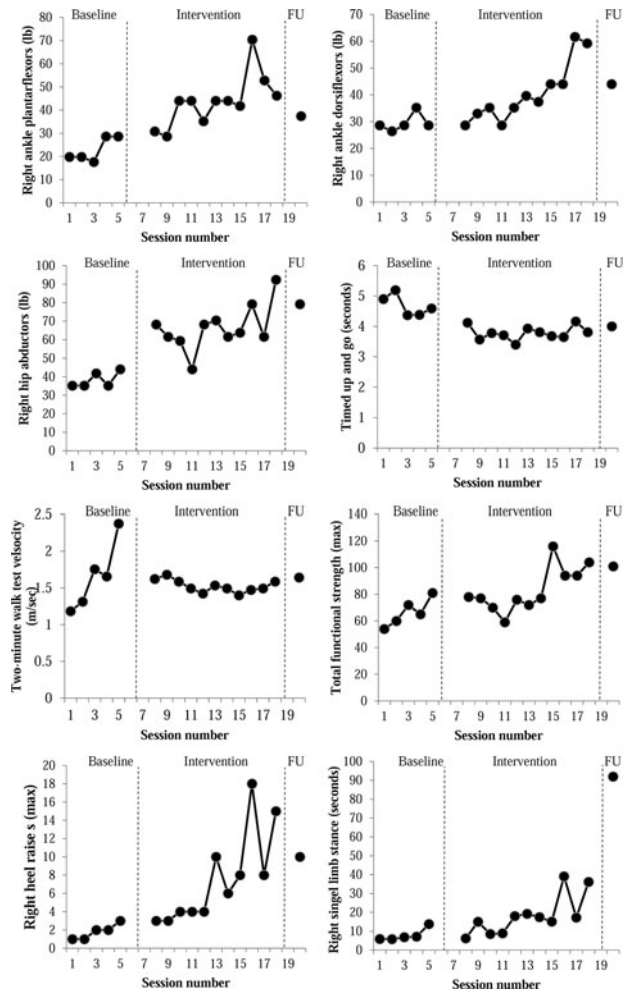 Baseline Intervention FU
Right ankle plantarflexors (lb)
80
70
60
50
40
30
20
10
0
1 3 5 7 9 11 13 15 17 19
Session number
Baseline Intervention FU
Right ankle dorsiflexors (lb)
70
60
50
40
30
20
10
0
1 3 5 7 9 11 13 15 17 19
Session number
Baseline Intervention FU
Right hip abductors (lb)
100
90
80
70
60
50
40
30
20
10
0
1 3 5 7 9 11 13 15 17 19
Session number
Baseline Intervention FU
Timed up and go (seconds)
6
5
4
3
2
1
0
1 3 5 7 9 11 13 15 17 19
Session number
Baseline Intervention FU
Two-minute walk test velsocity
(m/sec)
2.5
2
1.5
1
0.5
0
1 3 5 7 9 11 13 15 17 19
Session number
Baseline Intervention FU
Total functional strength (max)
140
120
100
80
60
40
20
0
1 3 5 7 9 11 13 15 17 19
Session number
Baseline Intervention FU
Right heel raise s (max)
20
18
16
14
12
10
8
6
4
2
0
1 3 5 7 9 11 13 15 17 19
Session number
Baseline Intervention FU
Right singel limb stance (seconds)
100
90
80
70
60
50
40
30
20
10
0
1 3 5 7 9 11 13 15 17 19
Session number